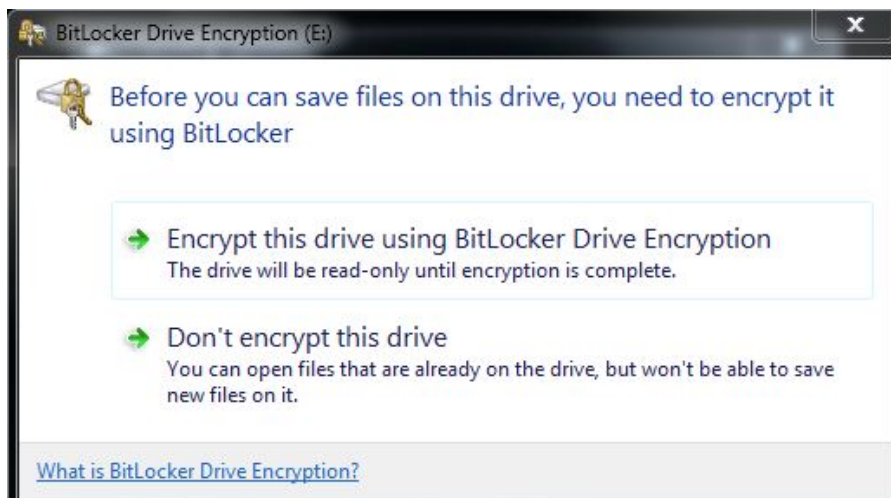 BitLocker Drive Encryption (E:)
Before you can save files on this drive, you need to encrypt it
using BitLocker
Encrypt this drive using BitLocker Drive Encryption
The drive will be read-only until encryption is complete.
Don't encrypt this drive
You can open files that are already on the drive, but won't be able to save
new files on it.
What is BitLocker Drive Encryption?